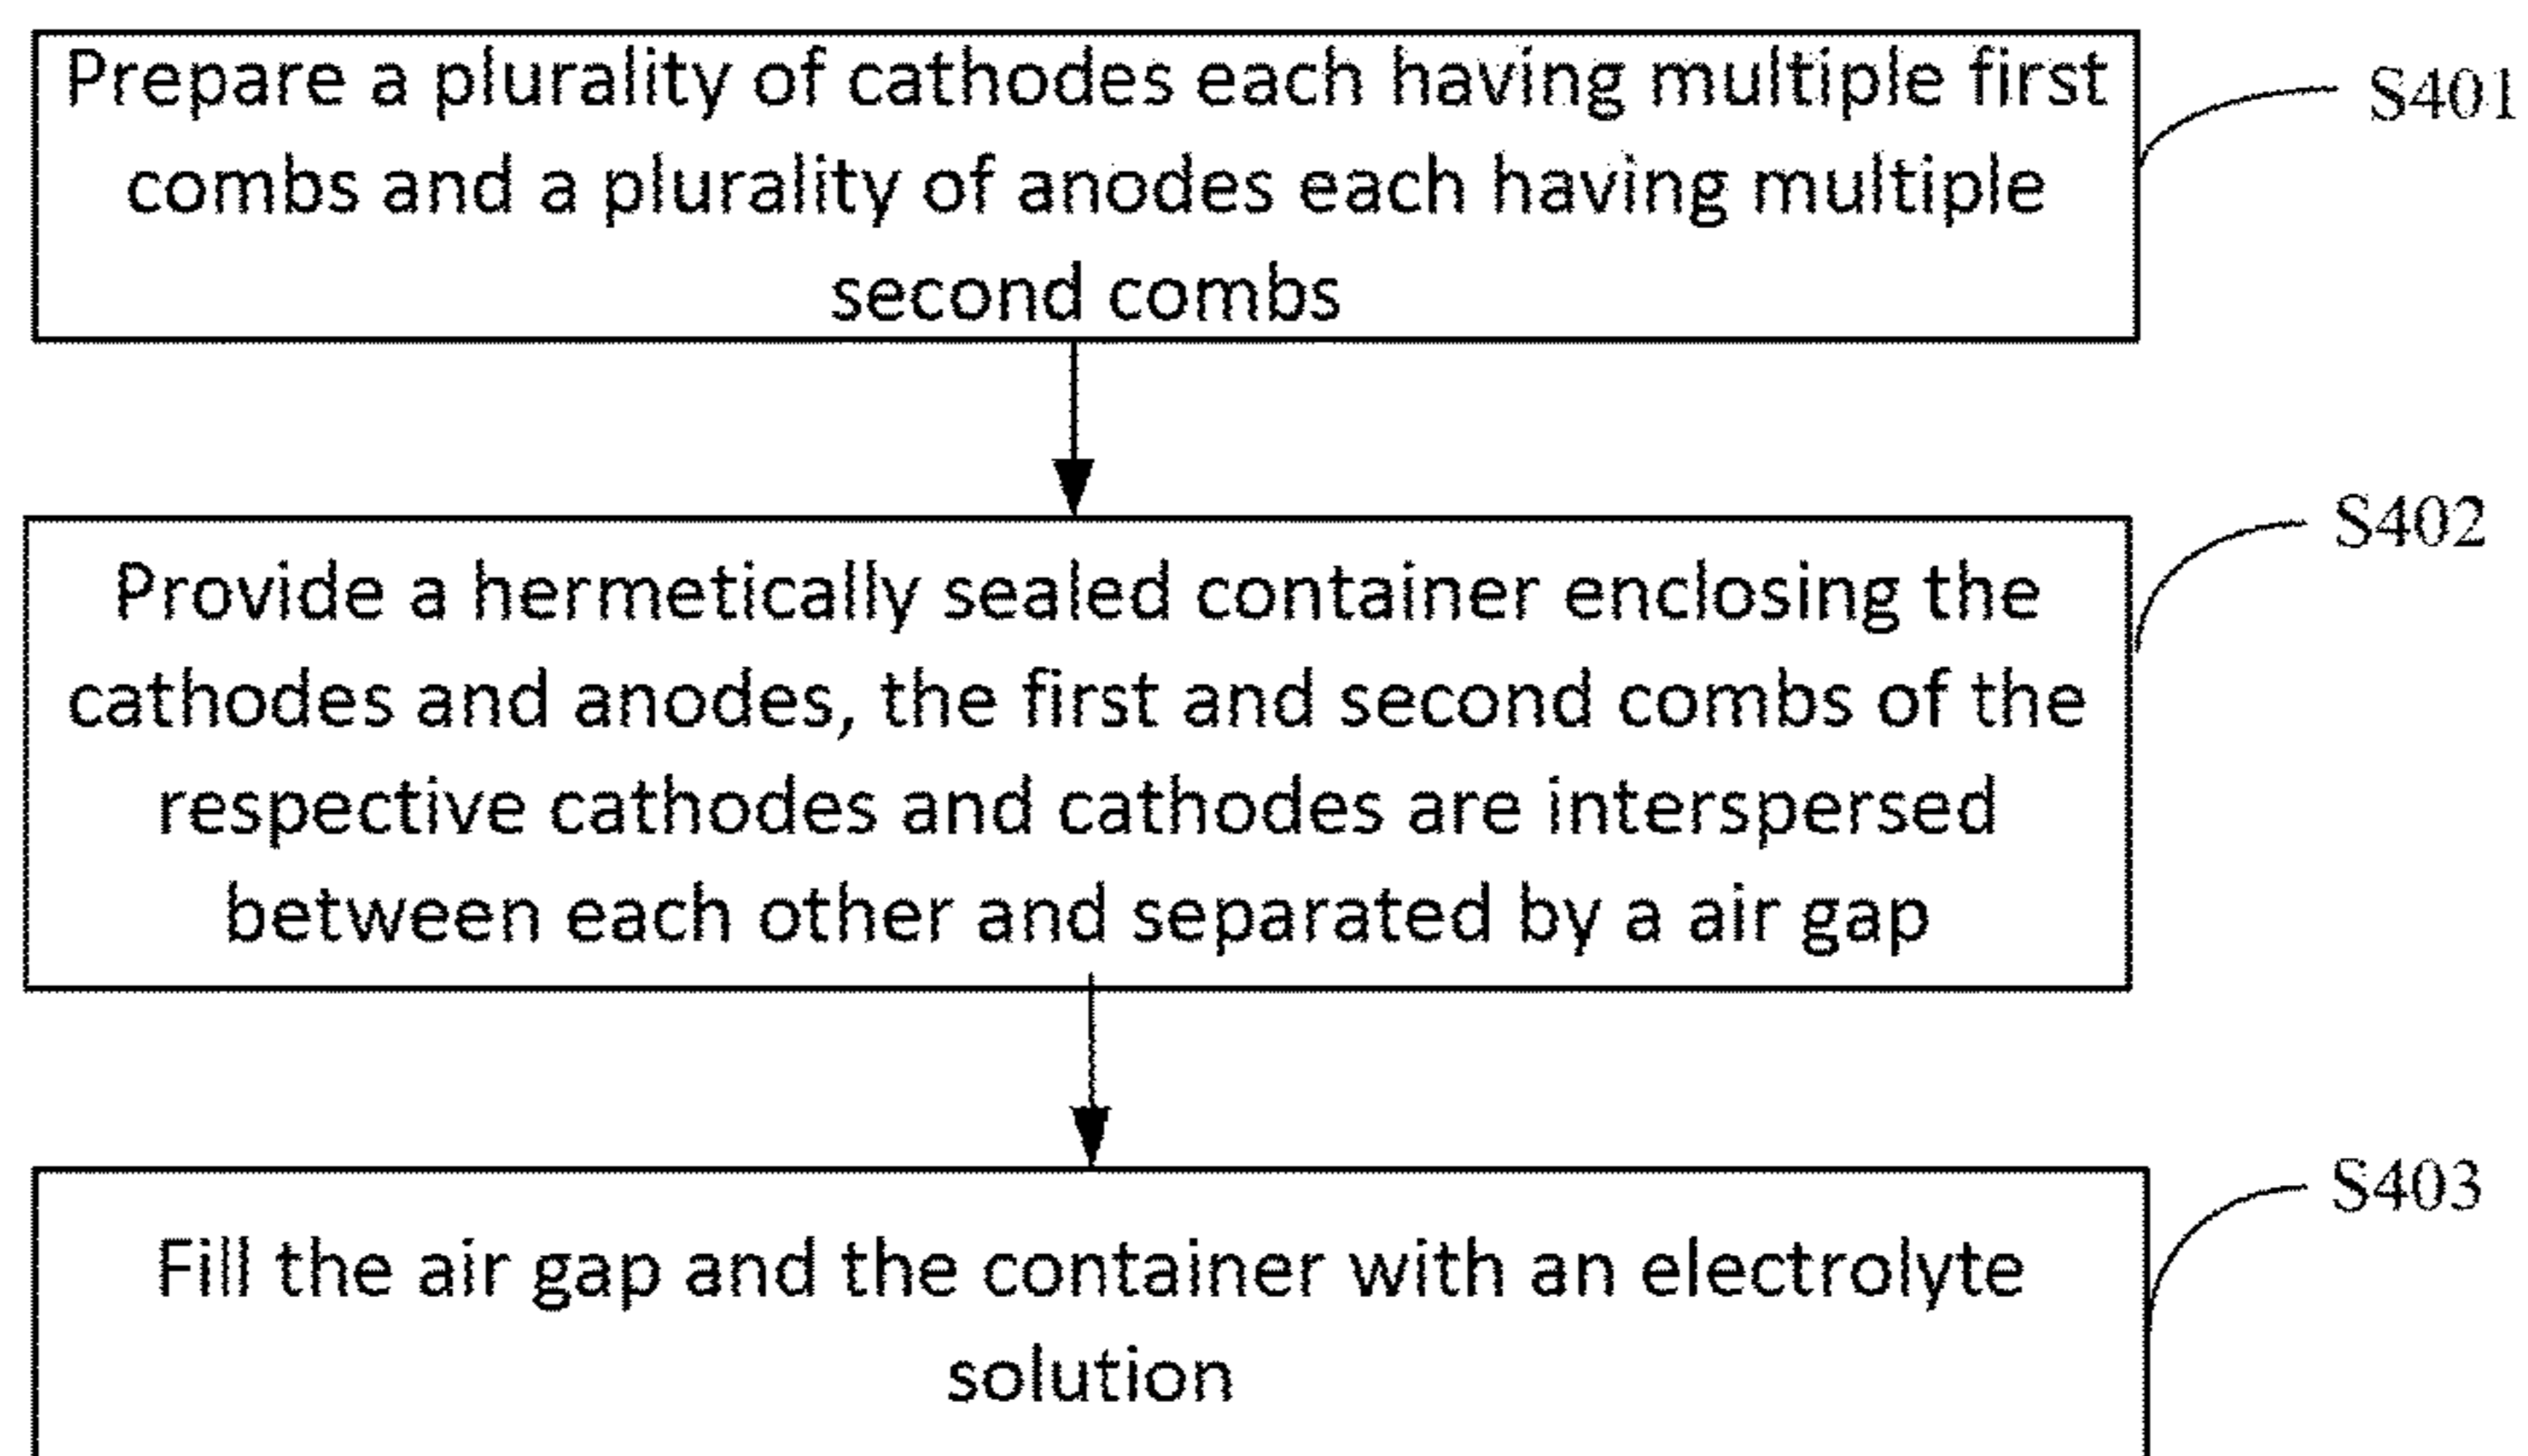 Prepare a plurality of cathodes each having multiple first
combs and a plurality of anodes each having multiple
second combs
S401
Provide a hermetically sealed container enclosing the
cathodes and anodes, the first and second combs of the
respective cathodes and cathodes are interspersed
between each other and separated by a air gap
S402
Fill the air gap and the container with an electrolyte
solution
S403